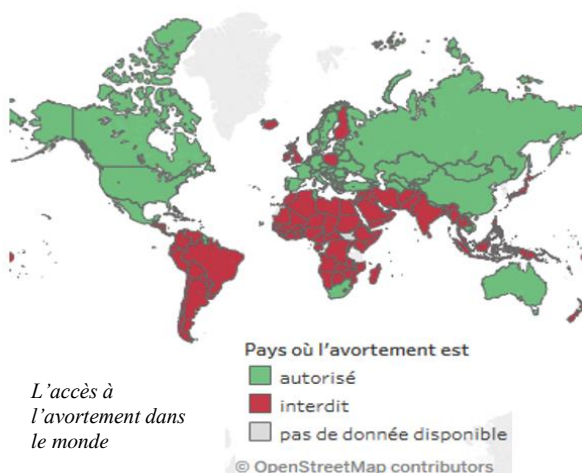 Pays où l'avortement est
autorisé
interdit
pas de donnée disponible
L'accès à
l'avortement dans
le monde
© OpenStreetMap contributors